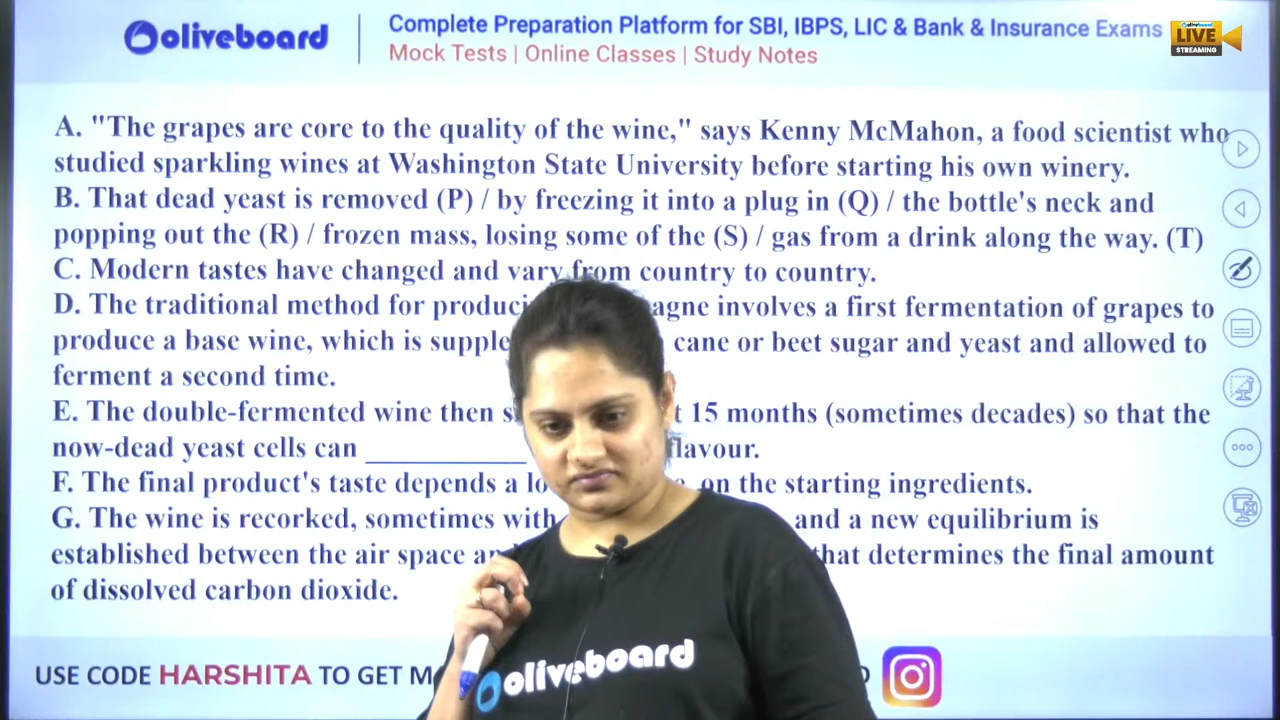 oliveboard
Complete Preparation Platform for SBI, IBPS, LIC & Bank & Insurance Exams
Mock Tests | Online Classes | Study Notes
oliveboard
LIVE
STREAMING
A. "The grapes are core to the quality of the wine," says Kenny McMahon, a food scientist who
studied sparkling wines at Washington State University before starting his own winery.
B. That dead yeast is removed (P) / by freezing it into a plug in (Q) / the bottle's neck and
popping out the (R) / frozen mass, losing some of the (S) / gas from a drink along the way. (T)
C. Modern tastes have changed and vary from country to country.
D. The traditional method for involves a first fermentation of grapes to
produce a base wine, which is cane or beet sugar and yeast and allowed to
ferment a second time.
E. The double-fermented wine then 15 months (sometimes decades) so that the
now-dead yeast cells can ____________ flavour.
F. The final product's taste depends a on the starting ingredients.
G. The wine is recorked, sometimes with and a new equilibrium is
established between the air space that determines the final amount
of dissolved carbon dioxide.
USE CODE HARSHITA TO GET
oliveboard